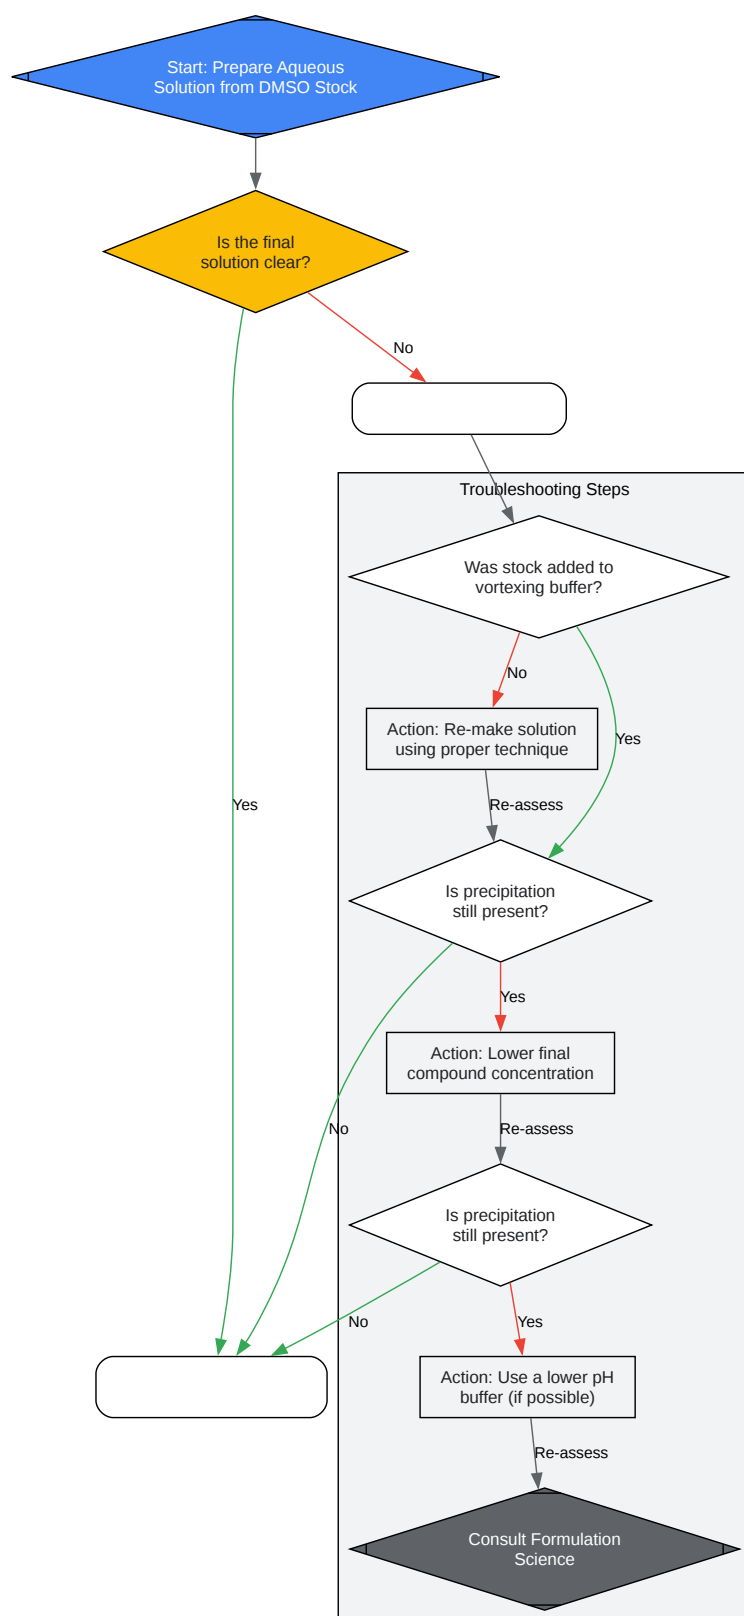 Start: Prepare Aqueous
Solution from DMSO Stock
Is the final
solution clear?
No
Troubleshooting Steps
Was stock added to
vortexing buffer?
No
Action: Re-make solution
using proper technique
Yes
Yes
Re-assess
Is precipitation
still present?
Yes
Action: Lower final
compound concentration
No
Re-assess
Is precipitation
still present?
No
Yes
Action: Use a lower pH
buffer (if possible)
Re-assess
Consult Formulation
Science